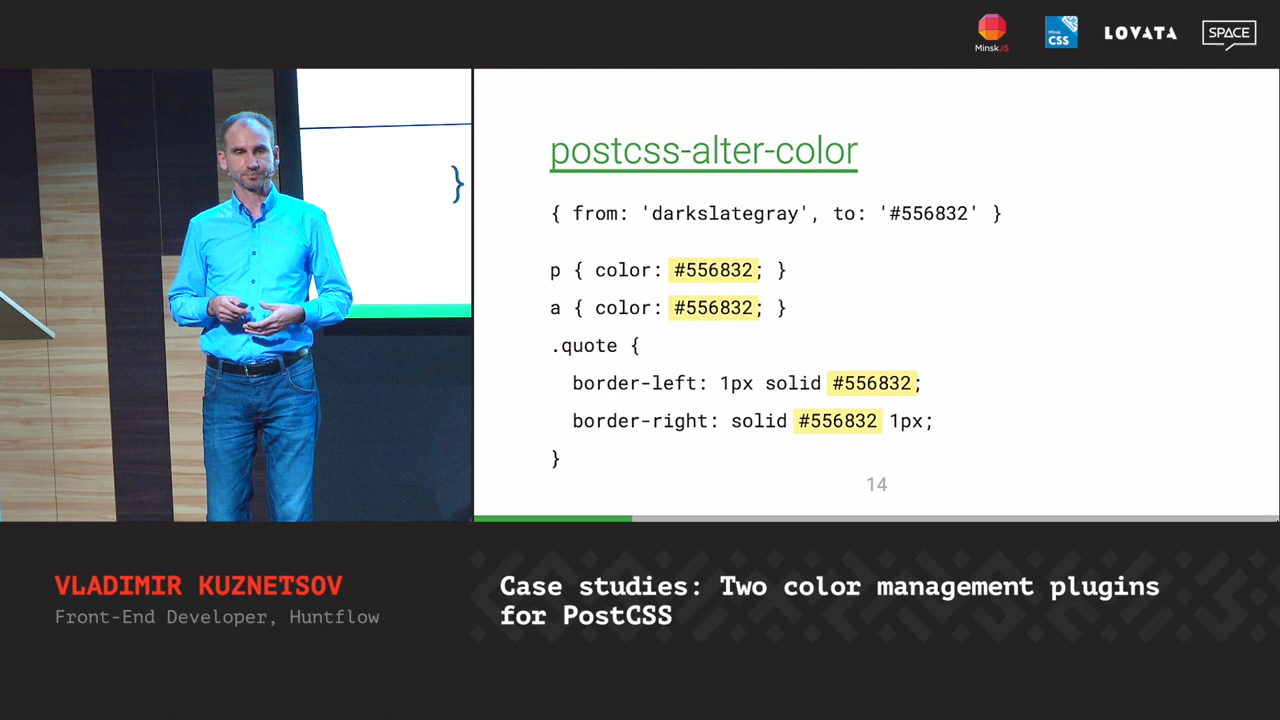 MinskJS
Minsk
CSS
LOVATA
SPACE
}
postcss-alter-color
{ from: 'darkslategray', to: '#556832' }
p { color: #556832; }
a { color: #556832; }
.quote {
border-left: 1px solid #556832;
border-right: solid #556832 1px;
}
14
VLADIMIR KUZNETSOV
Front-End Developer, Huntflow
Case studies: Two color management plugins
for PostCSS